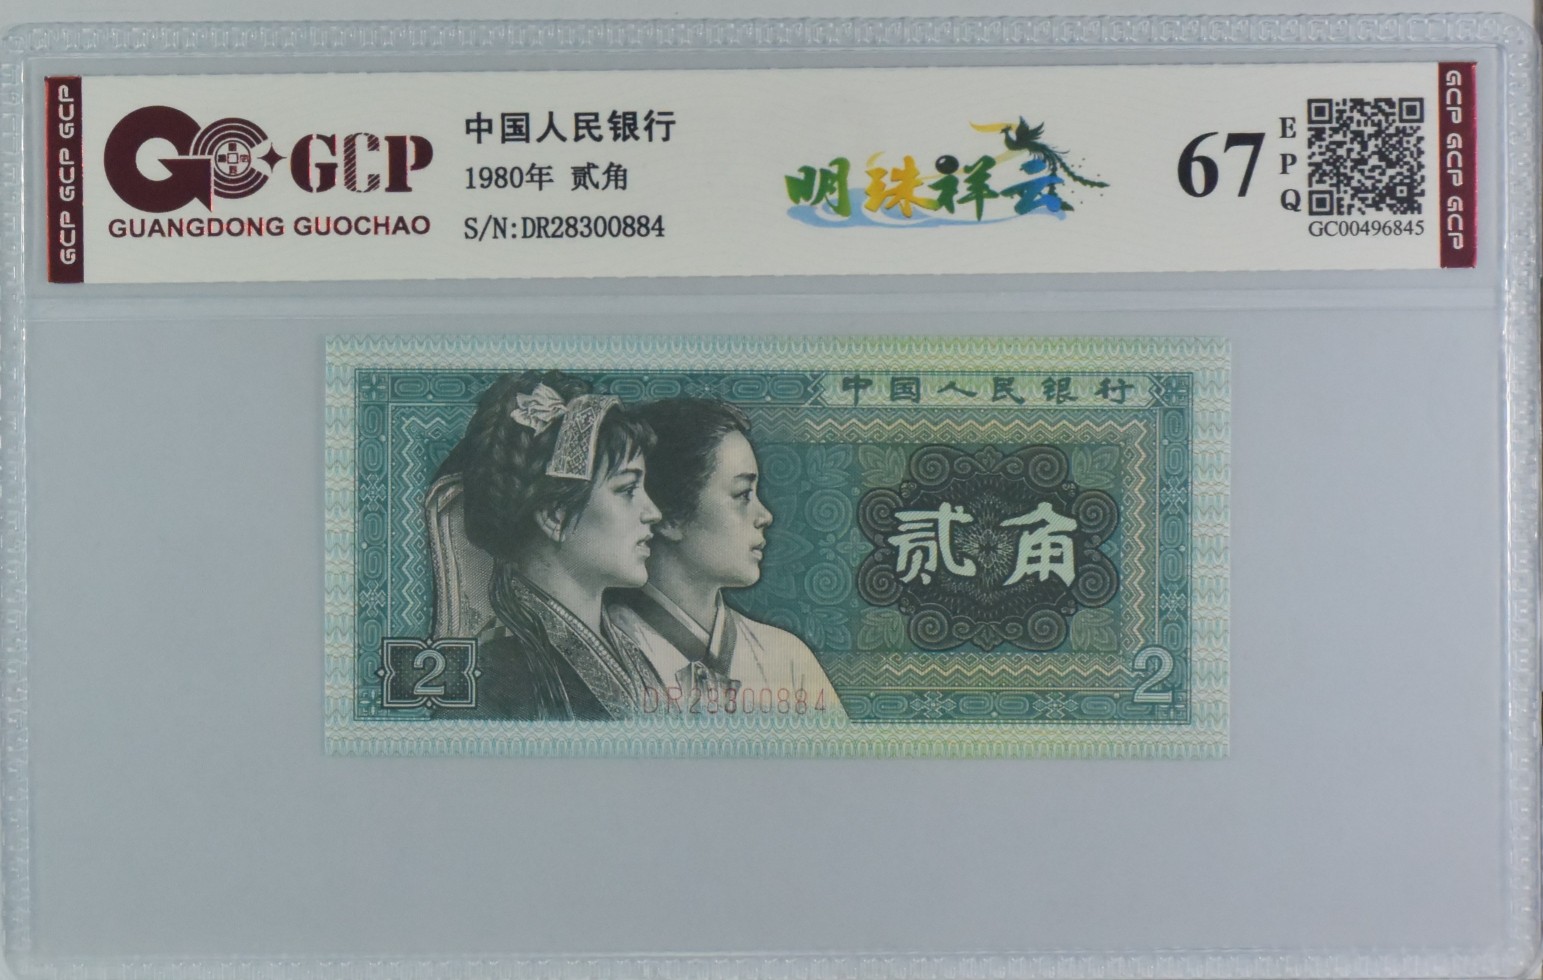 GCP GCP GCP
GCP
GUANGDONG GUOCHAO
中国人民银行
1980年 贰角
S/N:DR28300884
明珠祥云
67
EPQ
GC00496845
GCP GCP GCP
中国人民银行
贰角
2
2
DR28300884